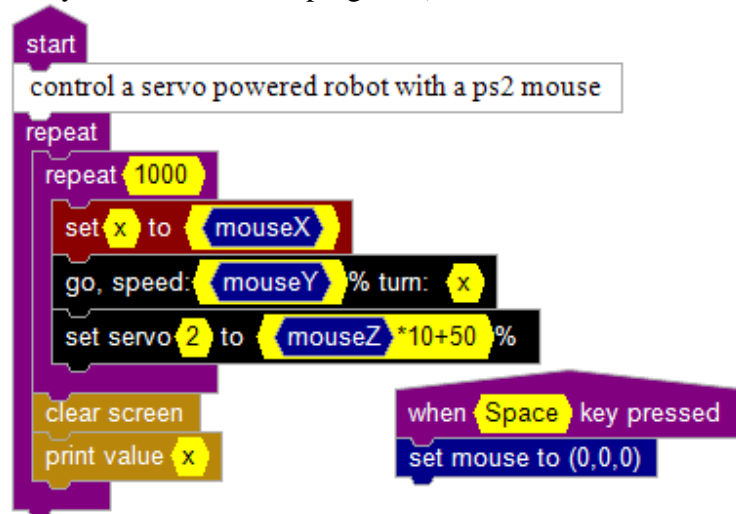 start
control a servo powered robot with a ps2 mouse
repeat
repeat 1000
set x to mouseX
go, speed: mouseY % turn: x
set servo 2 to mouseZ *10+50 %
clear screen
print value x
when Space key pressed
set mouse to (0,0,0)